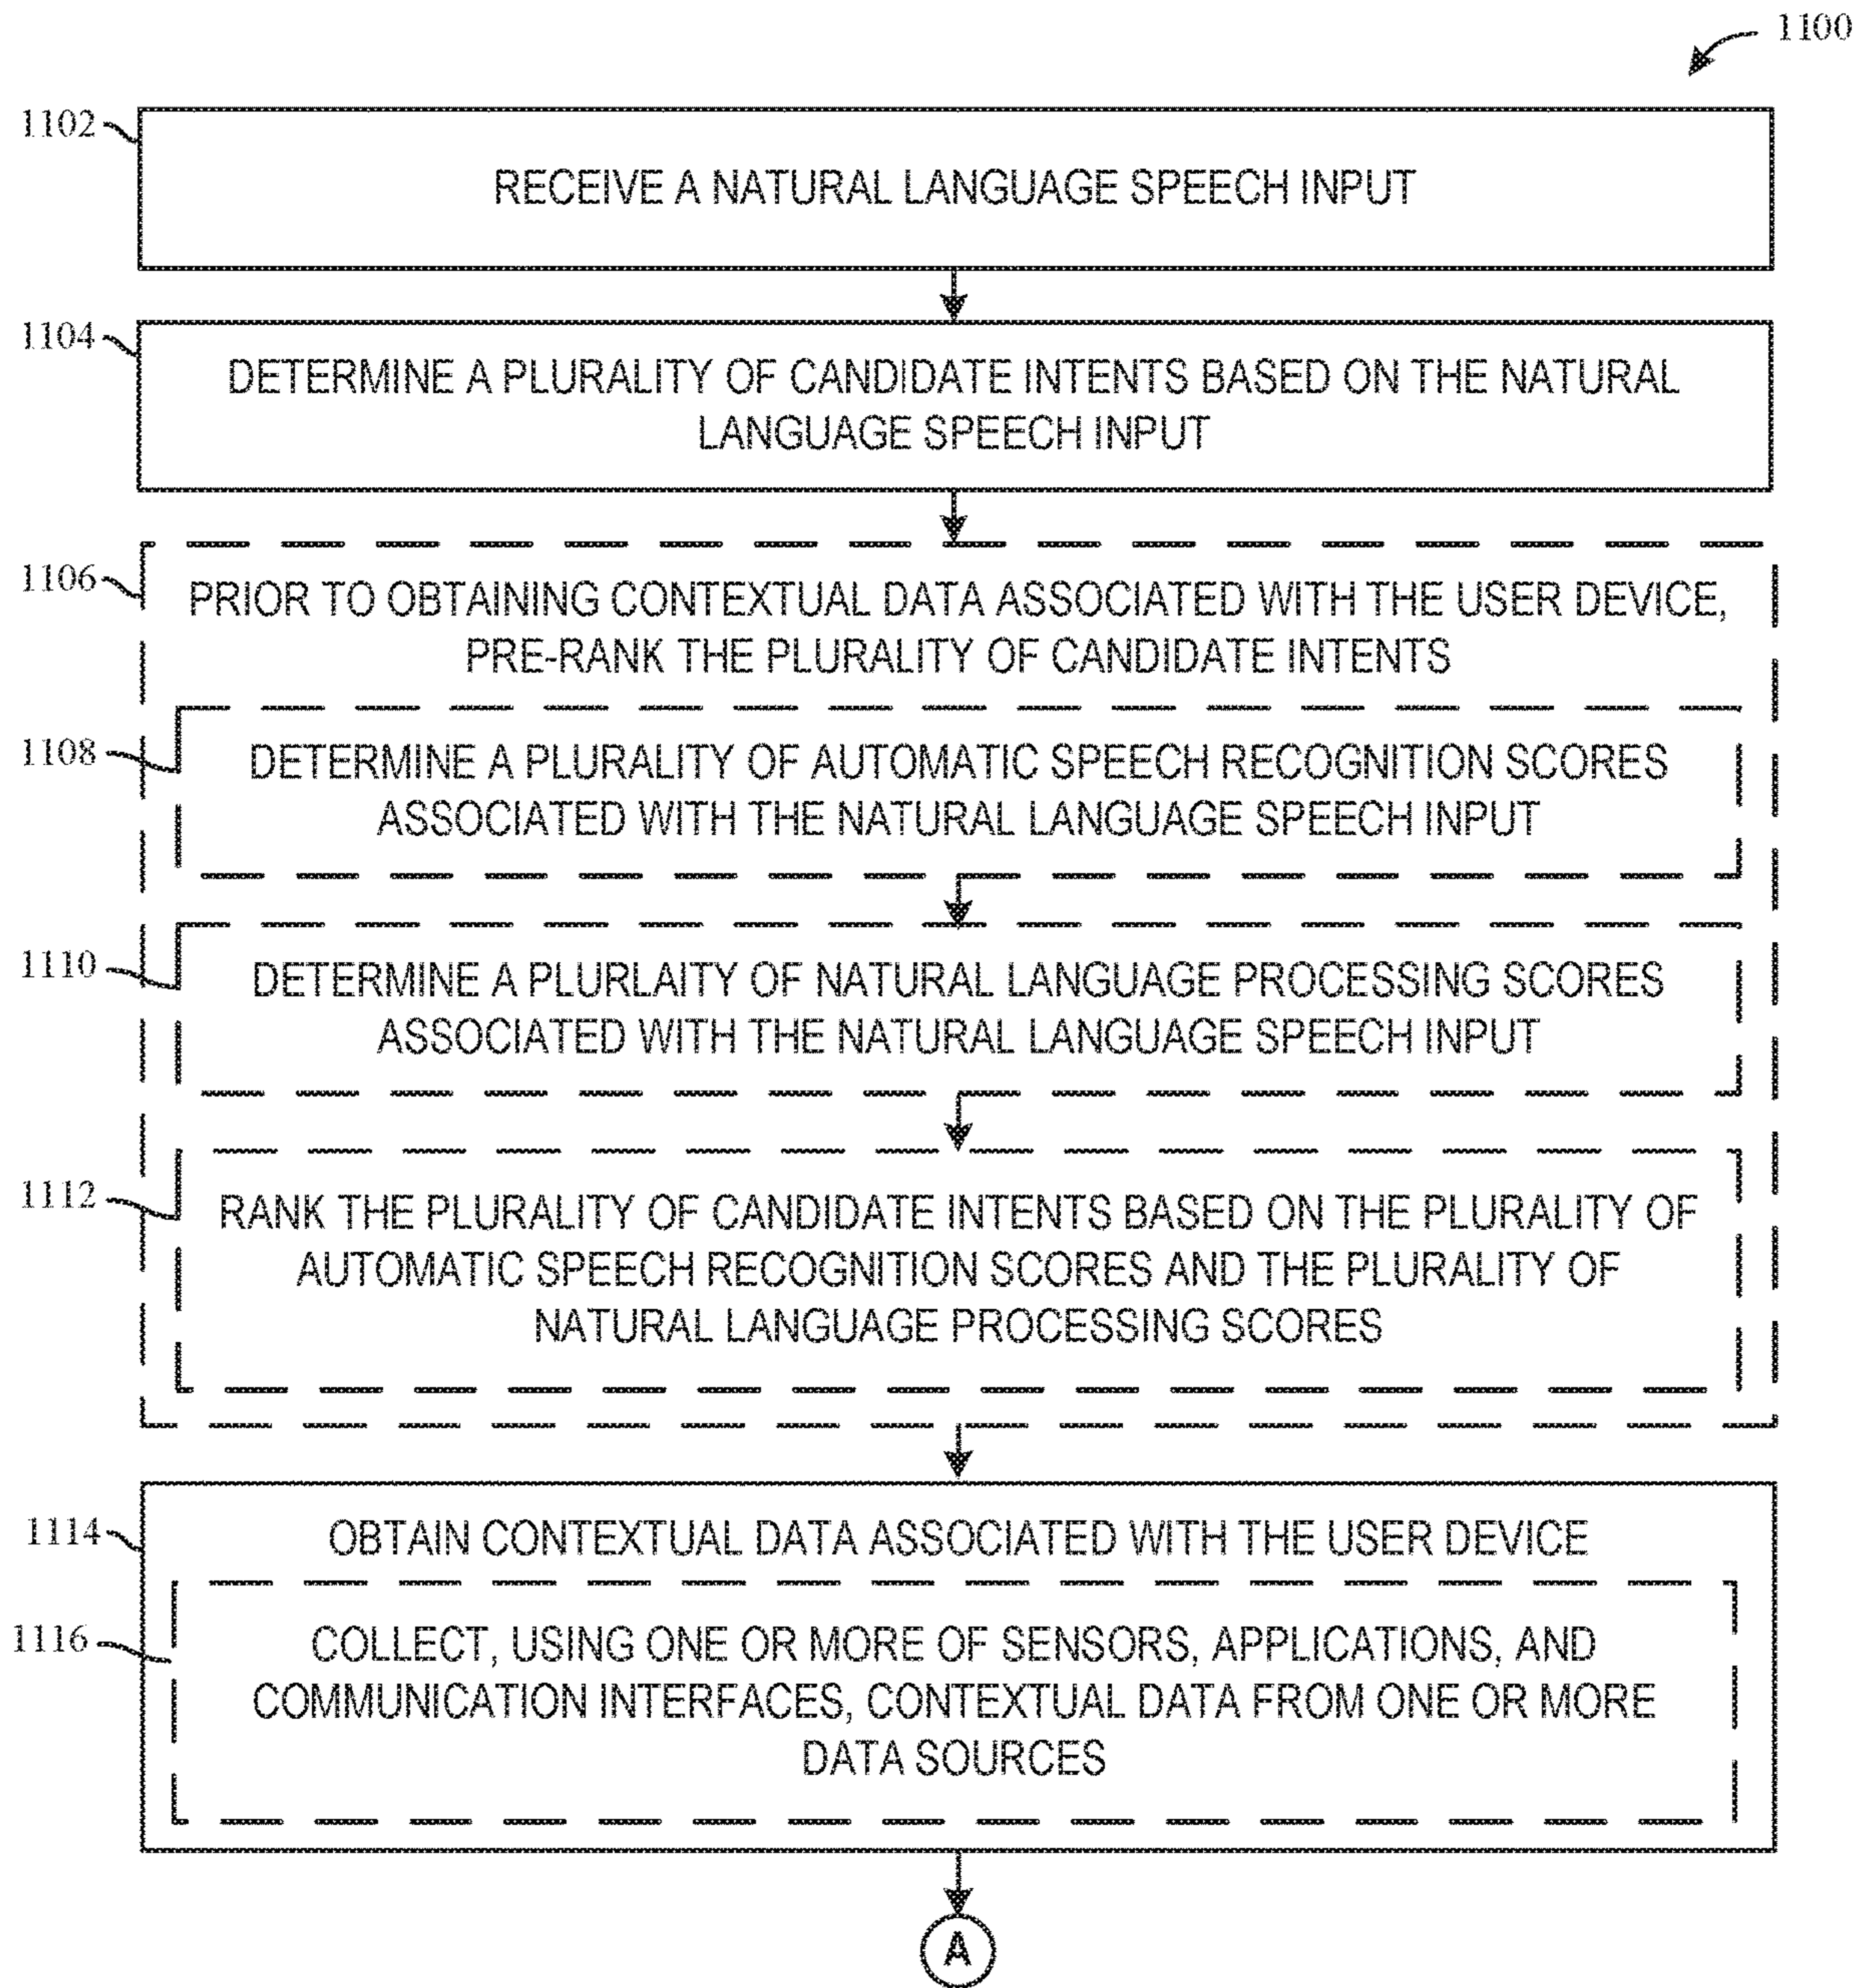 1100
1102
RECEIVE A NATURAL LANGUAGE SPEECH INPUT
1104
DETERMINE A PLURALITY OF CANDIDATE INTENTS BASED ON THE NATURAL
LANGUAGE SPEECH INPUT
1106
PRIOR TO OBTAINING CONTEXTUAL DATA ASSOCIATED WITH THE USER DEVICE,
PRE-RANK THE PLURALITY OF CANDIDATE INTENTS
1108
DETERMINE A PLURALITY OF AUTOMATIC SPEECH RECOGNITION SCORES
ASSOCIATED WITH THE NATURAL LANGUAGE SPEECH INPUT
1110
DETERMINE A PLURLAITY OF NATURAL LANGUAGE PROCESSING SCORES
ASSOCIATED WITH THE NATURAL LANGUAGE SPEECH INPUT
1112
RANK THE PLURALITY OF CANDIDATE INTENTS BASED ON THE PLURALITY OF
AUTOMATIC SPEECH RECOGNITION SCORES AND THE PLURALITY OF
NATURAL LANGUAGE PROCESSING SCORES
1114
OBTAIN CONTEXTUAL DATA ASSOCIATED WITH THE USER DEVICE
1116
COLLECT, USING ONE OR MORE OF SENSORS, APPLICATIONS, AND
COMMUNICATION INTERFACES, CONTEXTUAL DATA FROM ONE OR MORE
DATA SOURCES
A